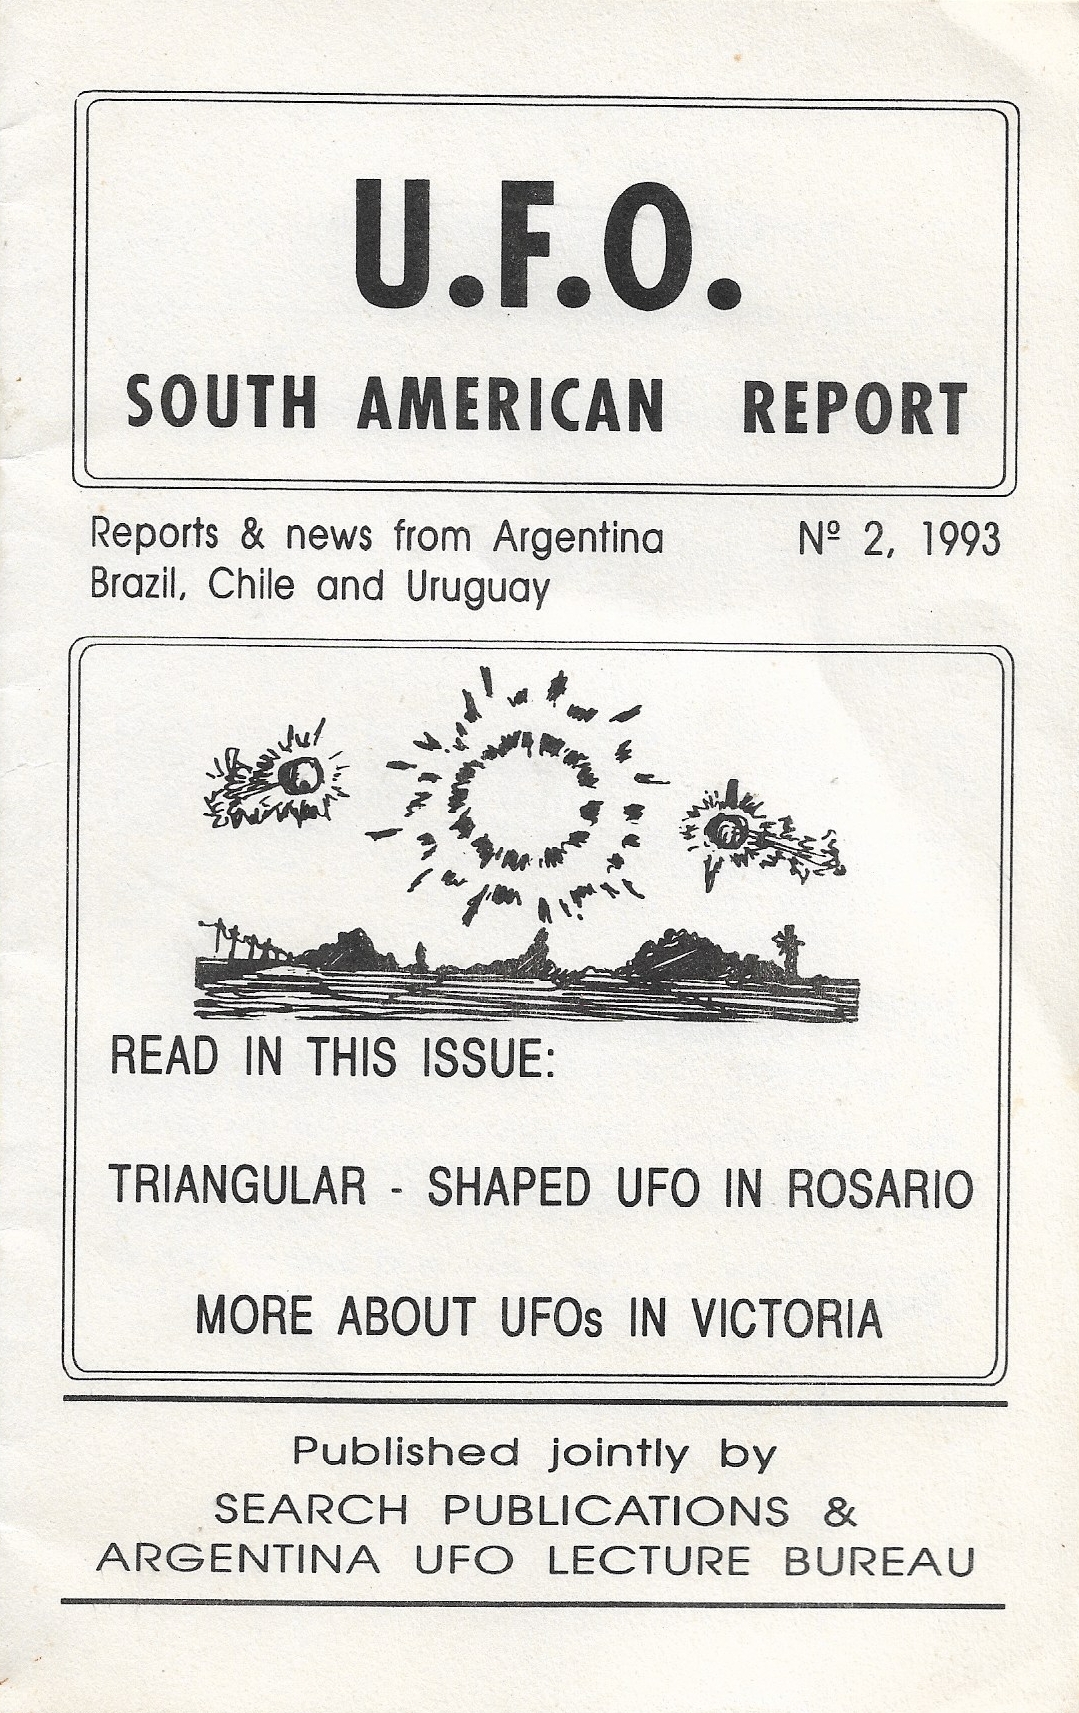 U.F.O.
SOUTH AMERICAN REPORT
Reports & news from Argentina Nº 2, 1993
Brazil, Chile and Uruguay
READ IN THIS ISSUE:
TRIANGULAR - SHAPED UFO IN ROSARIO
MORE ABOUT UFOs IN VICTORIA
Published jointly by
SEARCH PUBLICATIONS &
ARGENTINA UFO LECTURE BUREAU